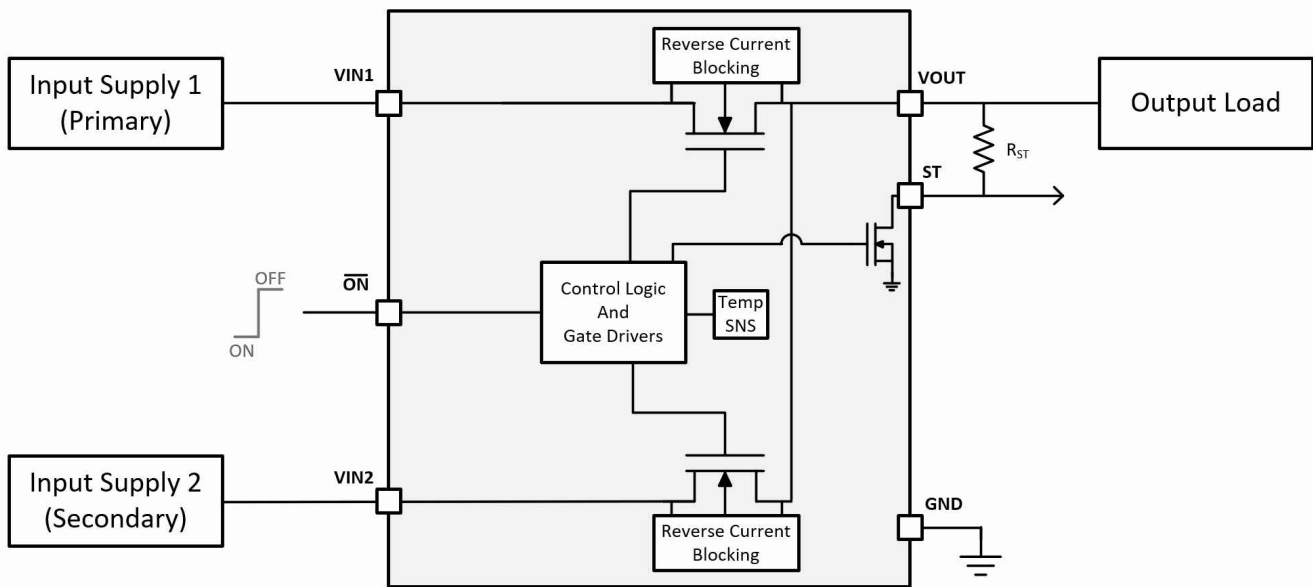 Reverse Current
Blocking
Input Supply 1
(Primary)
VIN1
VOUT
Output Load
R_ST
ST
OFF
ON
ON
Control Logic
And
Gate Drivers
Temp
SNS
Input Supply 2
(Secondary)
VIN2
GND
Reverse Current
Blocking